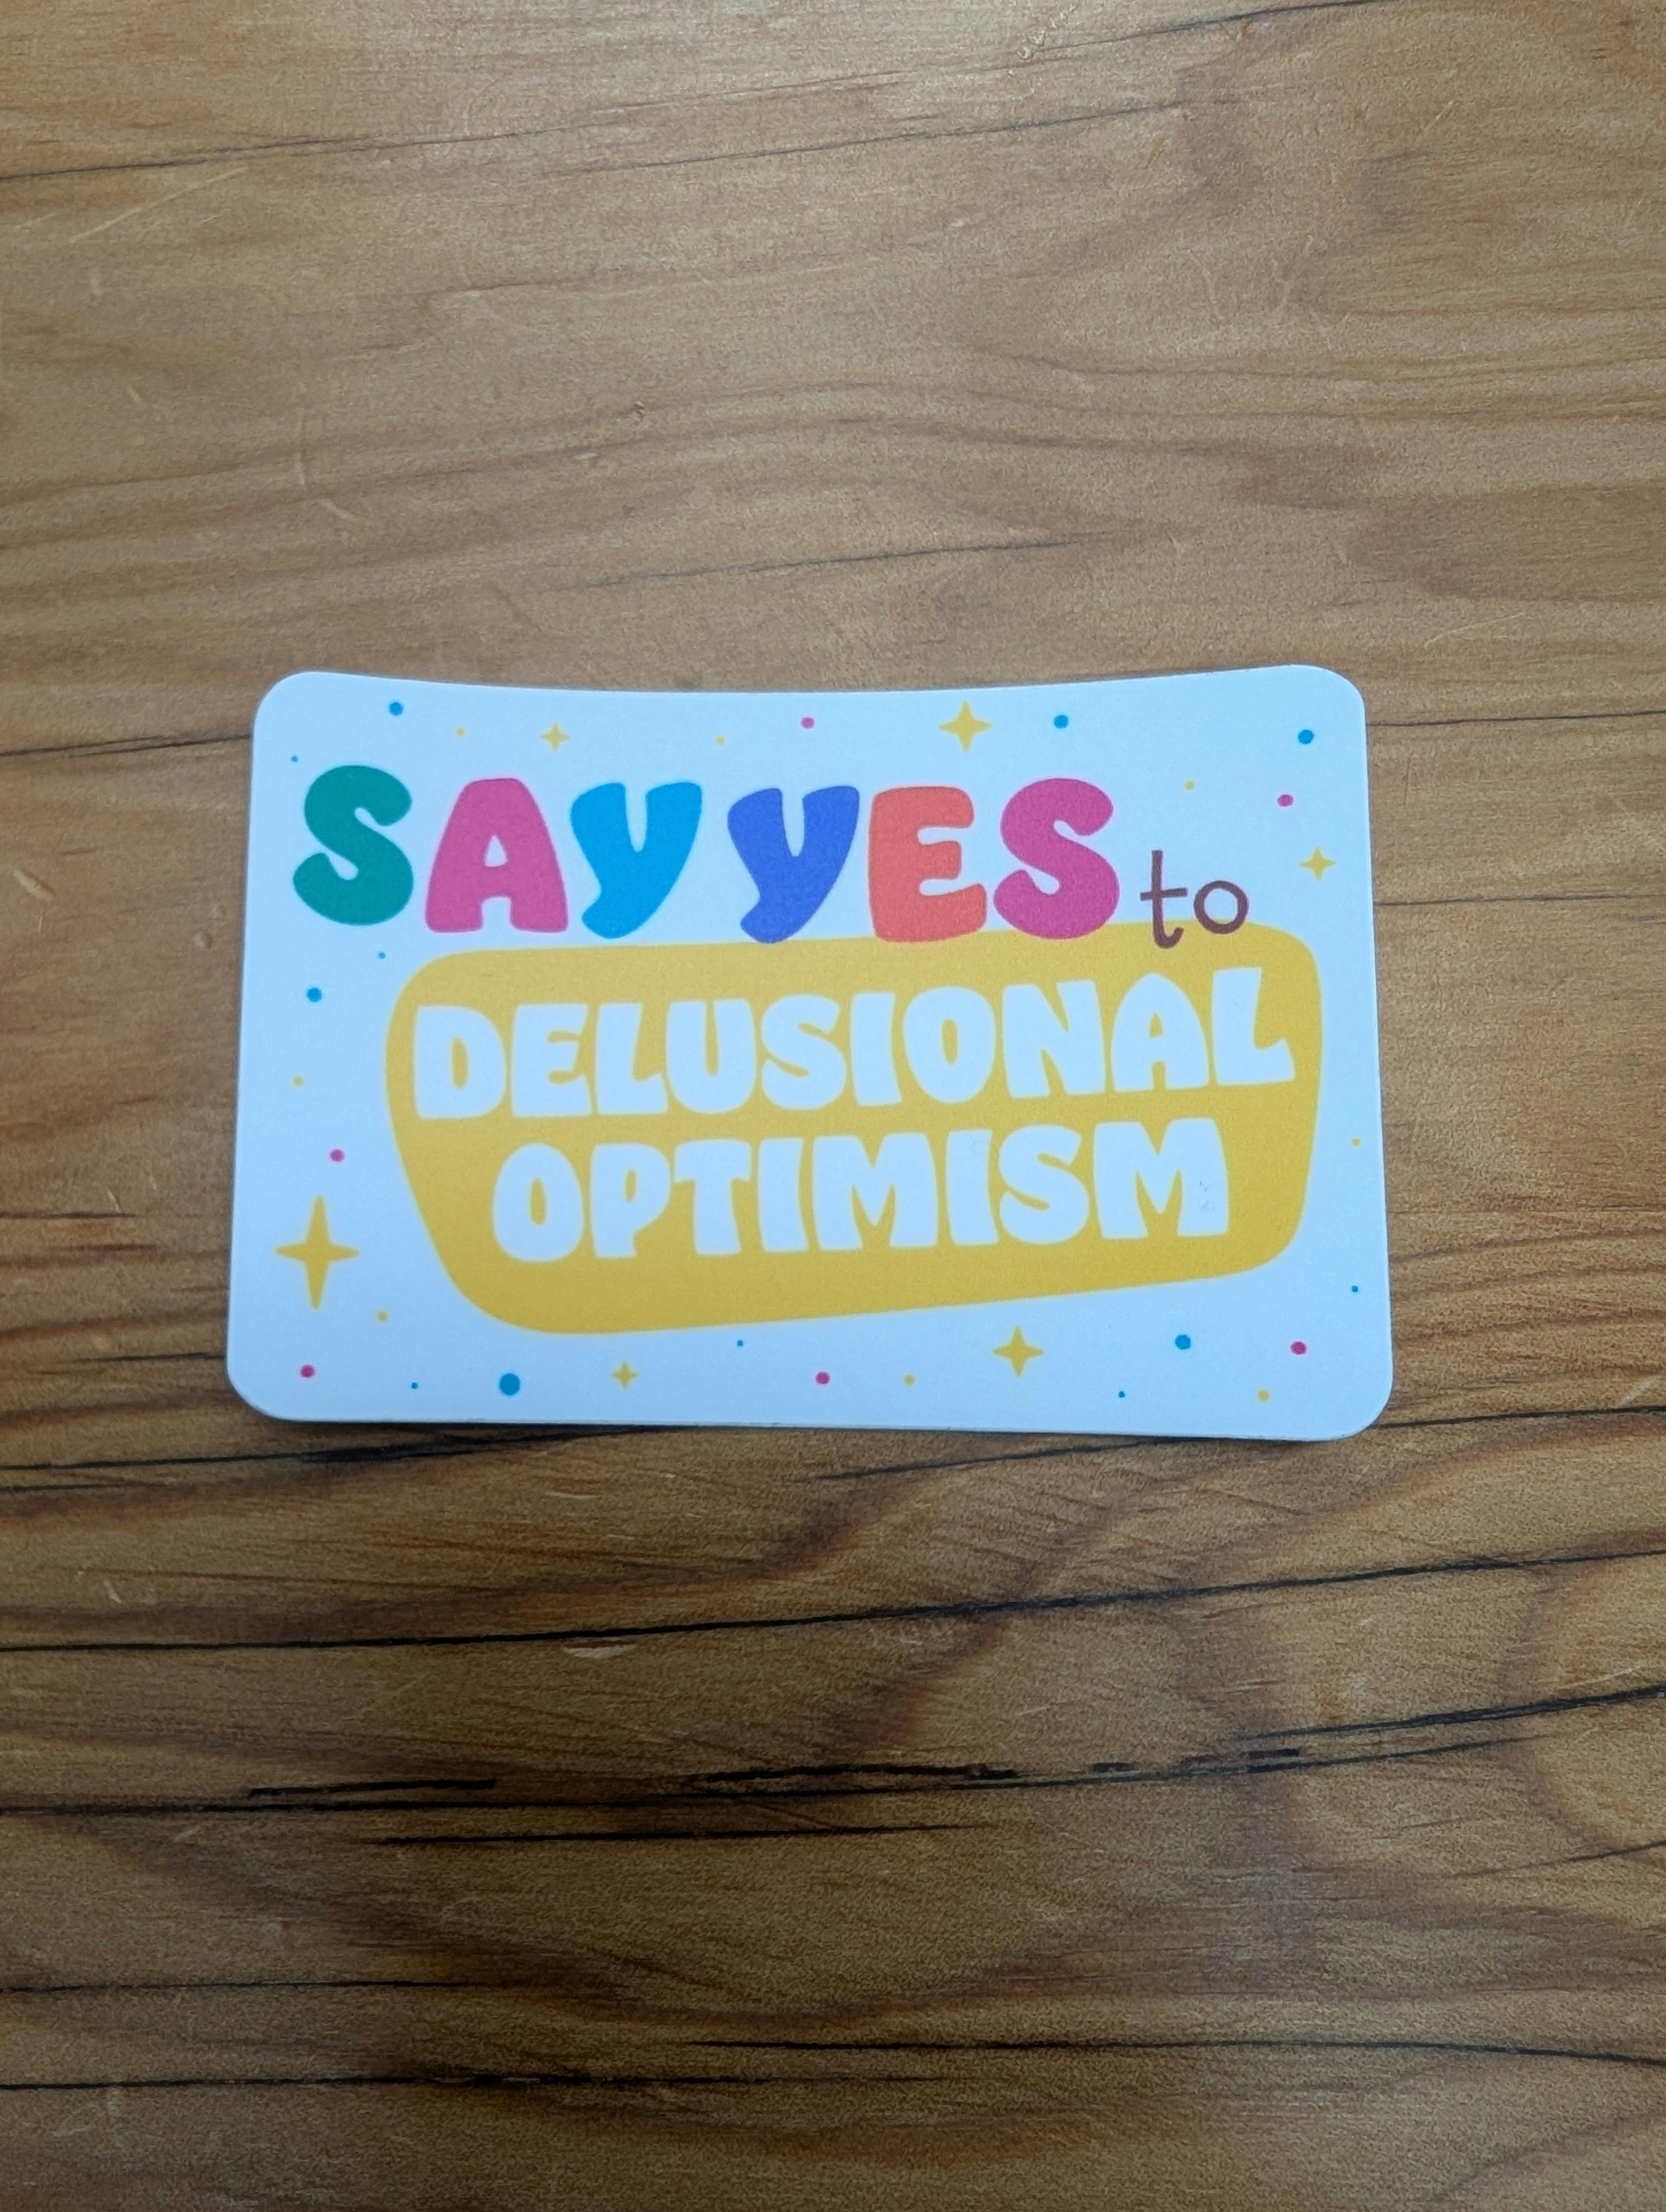 SAY YES to
DELUSIONAL
OPTIMISM